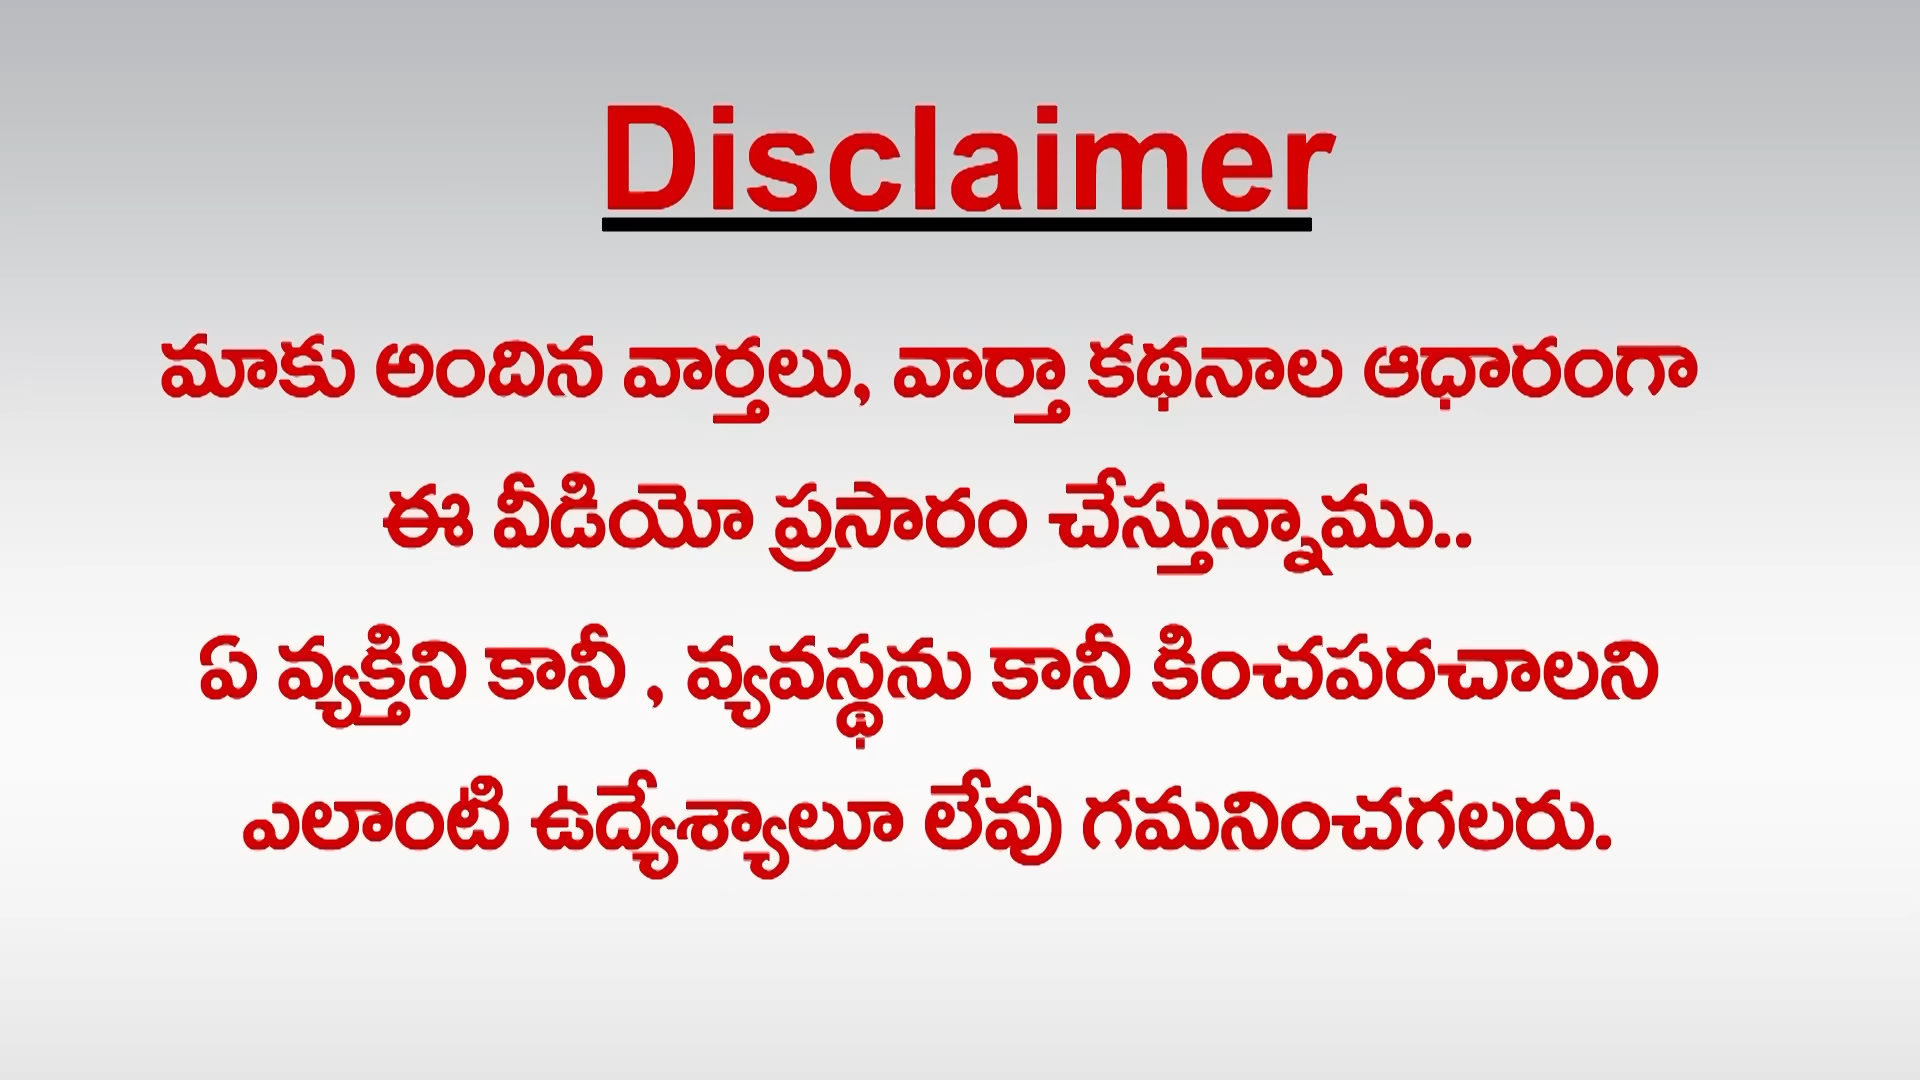 Disclaimer
మాకు అందిన వార్తలు, వార్తా కథనాల ఆధారంగా
ఈ వీడియో ప్రసారం చేస్తున్నాము..
ఏ వ్యక్తిని కానీ , వ్యవస్థను కానీ కించపరచాలని
ఎలాంటి ఉద్యేశ్యాలూ లేవు గమనించగలరు.